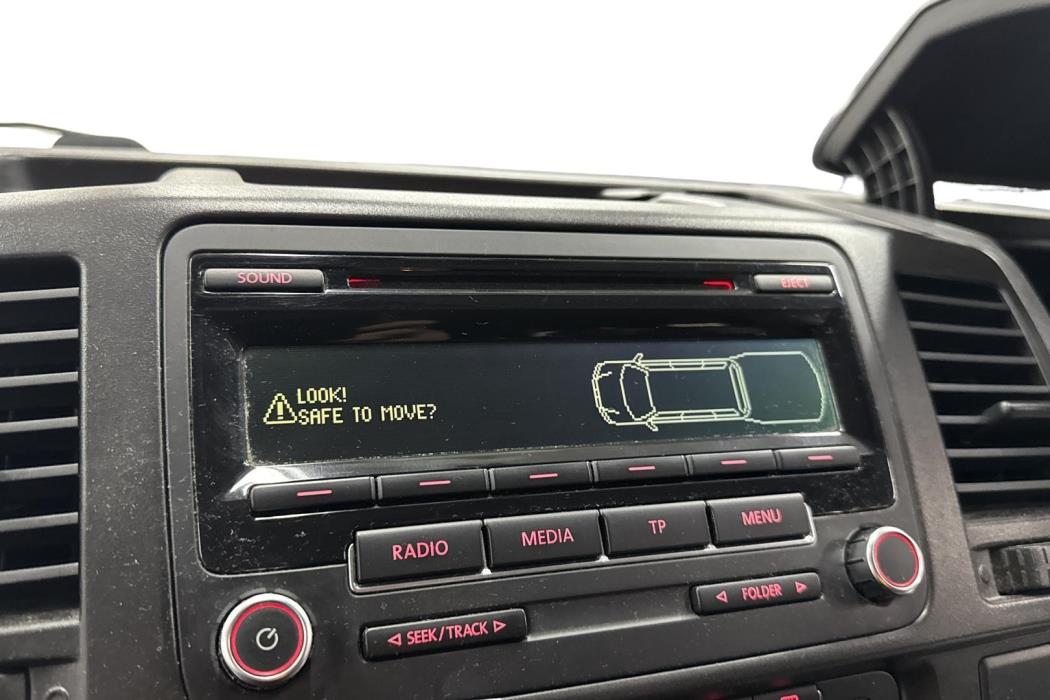 SOUND
EJECT
LOOK!
SAFE TO MOVE?
RADIO
MEDIA
TP
MENU
FOLDER
SEEK/TRACK